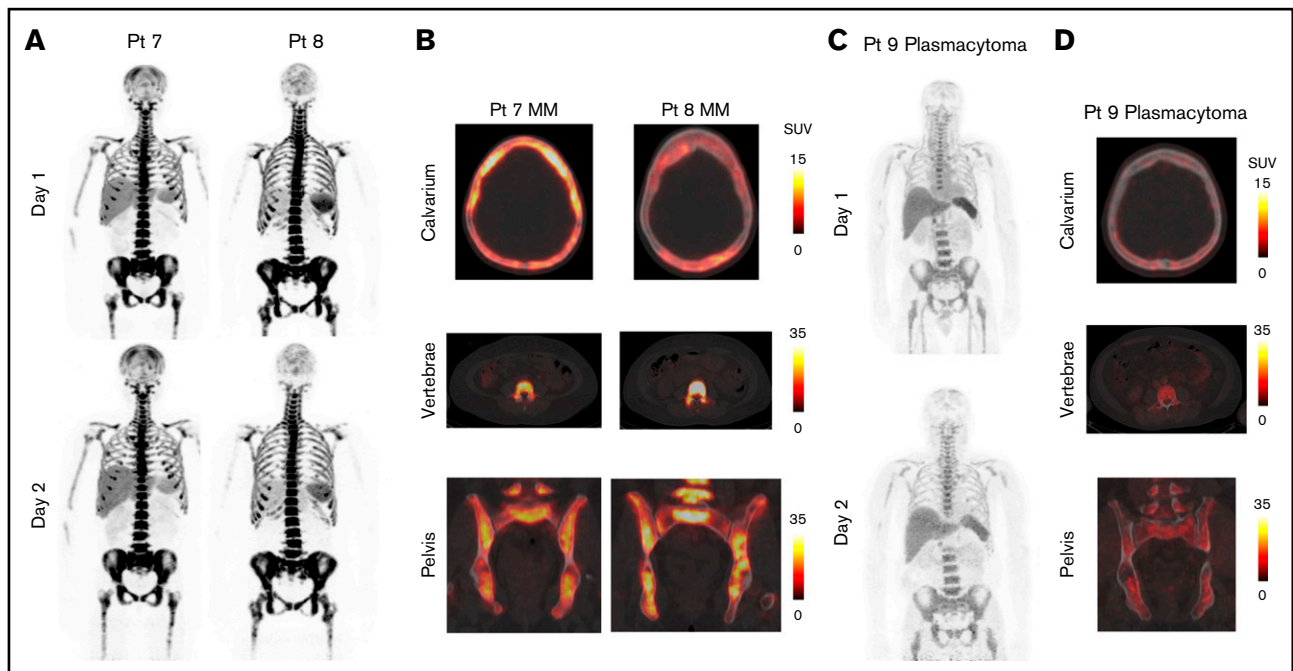 A
Pt 7
Pt 8
Day 1
Day 2
B
Pt 7 MM
Pt 8 MM
SUV
Calvarium
15
0
Vertebrae
35
0
Pelvis
35
0
C
Pt 9 Plasmacytoma
Day 1
Day 2
D
Pt 9 Plasmacytoma
SUV
Calvarium
15
0
Vertebrae
35
0
Pelvis
35
0